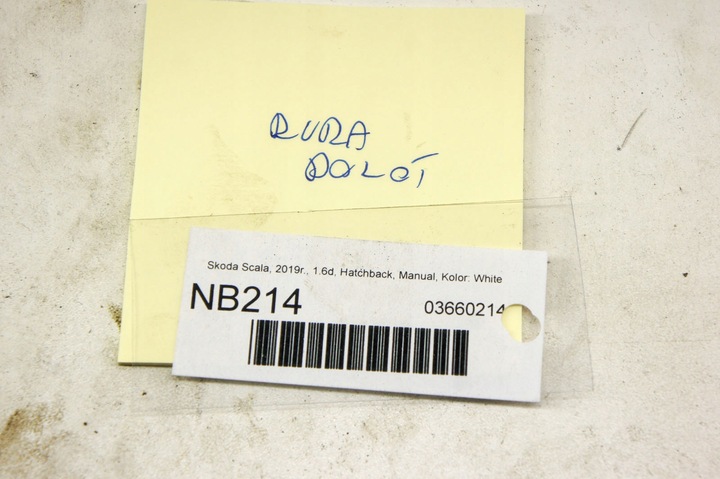 RURA
DOLOT
Skoda Scala, 2019r., 1.6d, Hatchback, Manual, Kolor: White
NB214
03660214